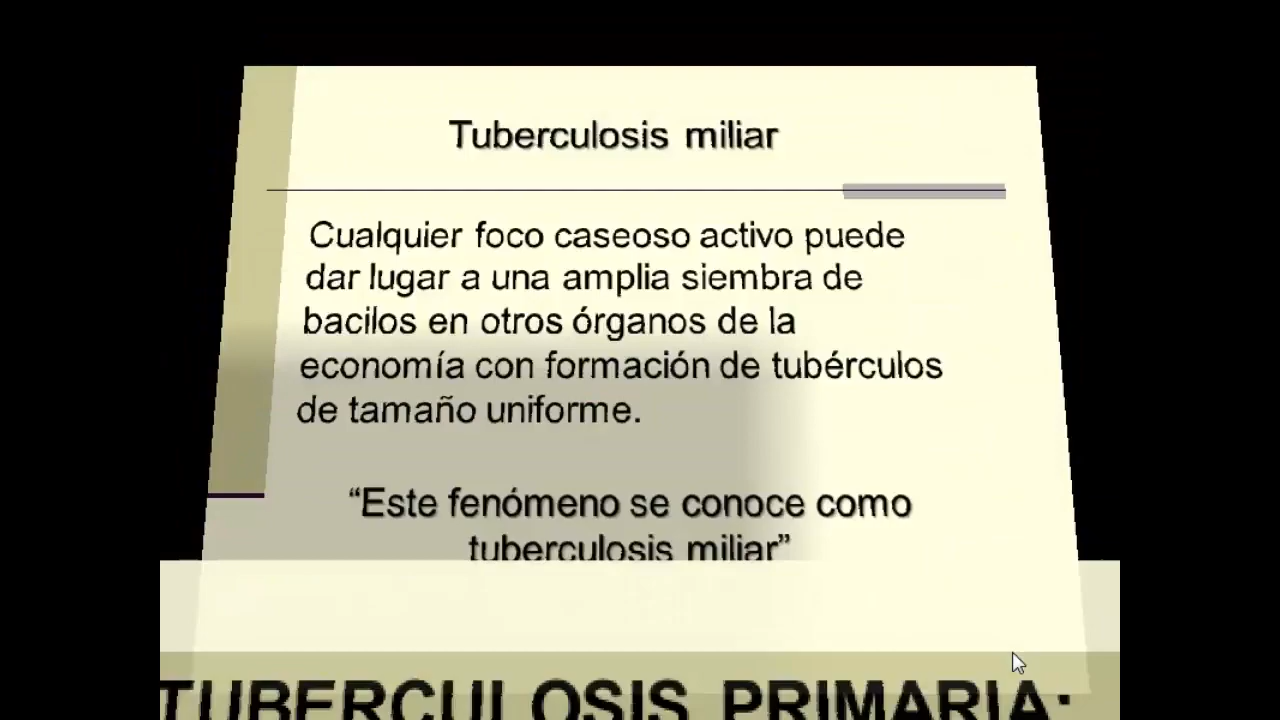 Tuberculosis miliar
Cualquier foco caseoso activo puede
dar lugar a una amplia siembra de
bacilos en otros órganos de la
economía con formación de tubérculos
de tamaño uniforme.
“Este fenómeno se conoce como
tuberculosis miliar”
TUBERCULOSIS PRIMARIA: